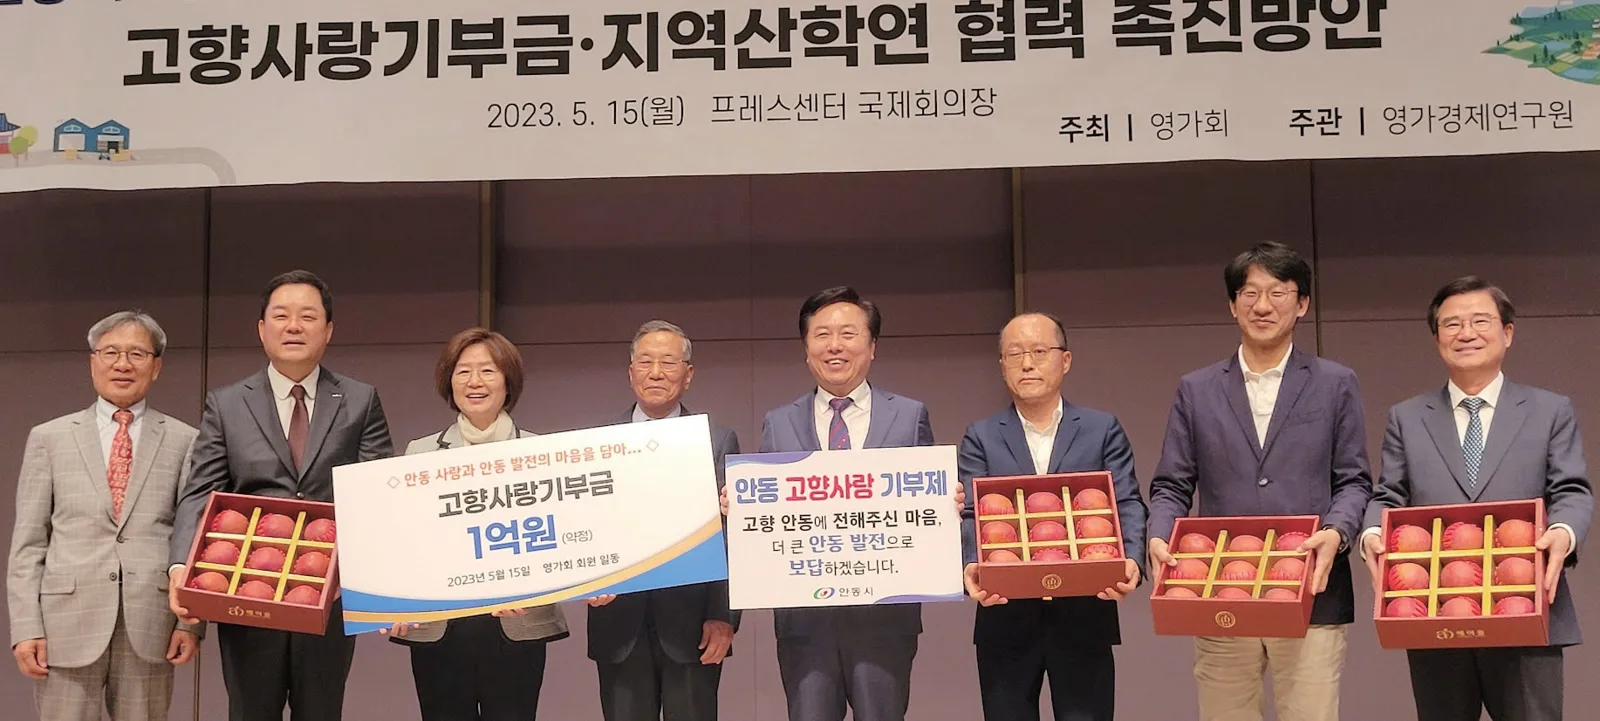 고향사랑기부금·지역산학연 협력 촉진방안
2023. 5. 15(월) 프레스센터 국제회의장
주최 | 영가회 주관 | 영가경제연구원
안동 사랑과 안동 발전의 마음을 담아...
고향사랑기부금
1억원 (약정)
2023년 5월 15일 영가회 회원 일동
안동 고향사랑 기부제
고향 안동에 전해주신 마음,
더 큰 안동 발전으로
보답하겠습니다.
안동시